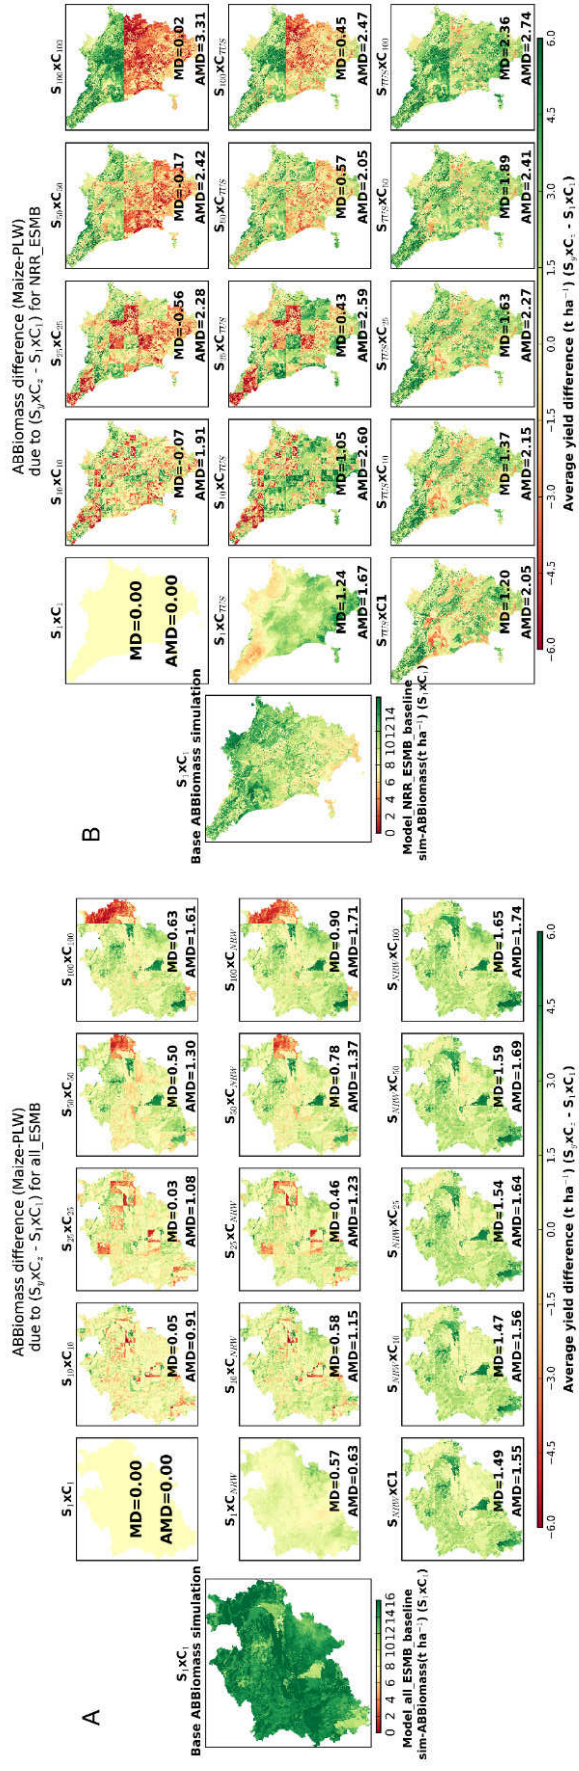 A
ABBiomass difference (Maize-PLW)
due to (SyxCz - S1xC1) for all_ESMB
S1xC1
Base ABBiomass simulation
0 2 4 6 8 10 12 14 16
Model_all_ESMB_baseline
sim-ABBiomass(t ha⁻¹) (S1xC1)
S1xC1
MD=0.00
AMD=0.00
S10xC10
MD=0.05
AMD=0.91
S25xC25
MD=0.03
AMD=1.08
S50xC50
MD=0.50
AMD=1.30
S100xC100
MD=0.63
AMD=1.61
S1xCNRW
MD=0.57
AMD=0.63
S10xCNRW
MD=0.58
AMD=1.15
S25xCNRW
MD=0.46
AMD=1.23
S50xCNRW
MD=0.78
AMD=1.37
S100xCNRW
MD=0.90
AMD=1.71
SNRWxC1
MD=1.49
AMD=1.55
SNRWxC10
MD=1.47
AMD=1.56
SNRWxC25
MD=1.54
AMD=1.64
SNRWxC50
MD=1.59
AMD=1.69
SNRWxC100
MD=1.65
AMD=1.74
−6.0 −4.5 −3.0 −1.5 0.0 1.5 3.0 4.5 6.0
Average yield difference (t ha⁻¹) (SyxCz - S1xC1)
B
ABBiomass difference (Maize-PLW)
due to (SyxCz - S1xC1) for NRR_ESMB
S1xC1
Base ABBiomass simulation
0 2 4 6 8 10 12 14
Model_NRR_ESMB_baseline
sim-ABBiomass(t ha⁻¹) (S1xC1)
S1xC1
MD=0.00
AMD=0.00
S10xC10
MD=-0.07
AMD=1.91
S25xC25
MD=-0.56
AMD=2.28
S50xC50
MD=-0.17
AMD=2.42
S100xC100
MD=0.02
AMD=3.31
S1xCTUS
MD=1.24
AMD=1.67
S10xCTUS
MD=1.05
AMD=2.60
S25xCTUS
MD=0.43
AMD=2.59
S50xCTUS
MD=0.57
AMD=2.05
S100xCTUS
MD=0.45
AMD=2.47
STUSxC1
MD=1.20
AMD=2.05
STUSxC10
MD=1.37
AMD=2.15
STUSxC25
MD=1.63
AMD=2.27
STUSxC50
MD=1.89
AMD=2.41
STUSxC100
MD=2.36
AMD=2.74
−6.0 −4.5 −3.0 −1.5 0.0 1.5 3.0 4.5 6.0
Average yield difference (t ha⁻¹) (SyxCz - S1xC1)